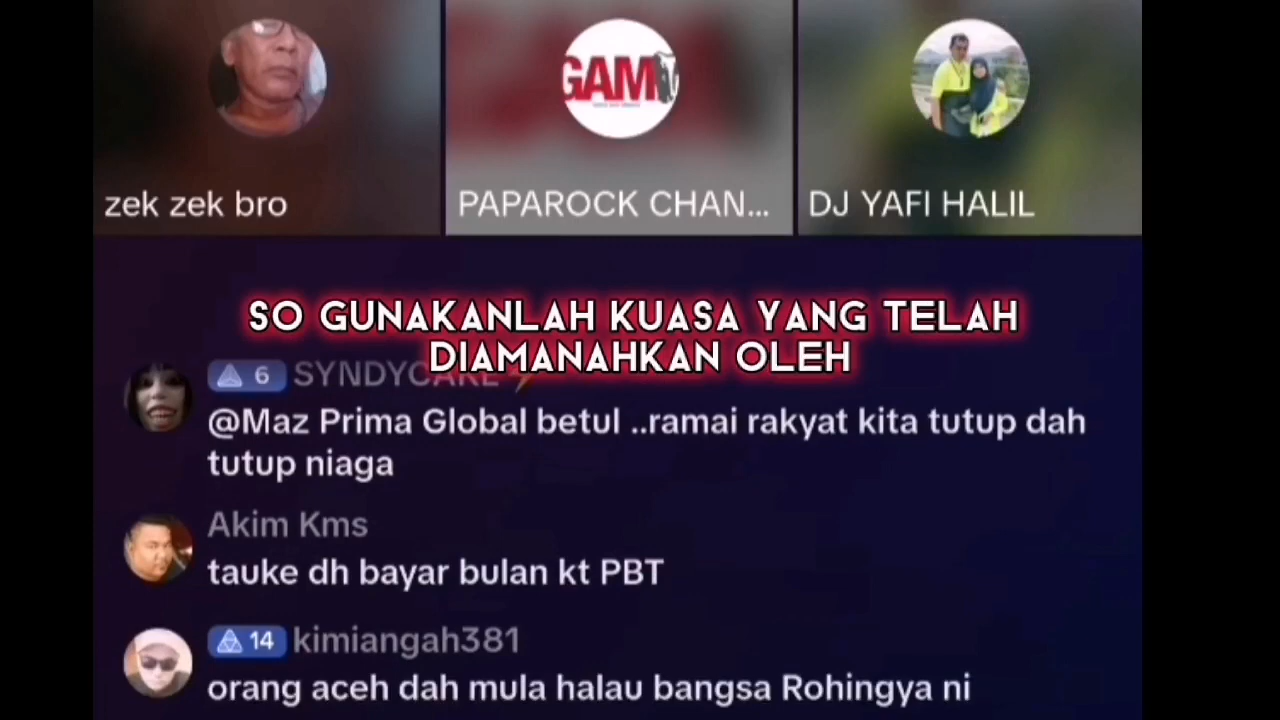 GAM
zek zek bro
PAPAROCK CHAN...
DJ YAFI HALIL
SO GUNAKANLAH KUASA YANG TELAH
DIAMANAHKAN OLEH
6 SYNDYCAKE
@Maz Prima Global betul ..ramai rakyat kita tutup dah
tutup niaga
Akim Kms
tauke dh bayar bulan kt PBT
14 kimiangah381
orang aceh dah mula halau bangsa Rohingya ni